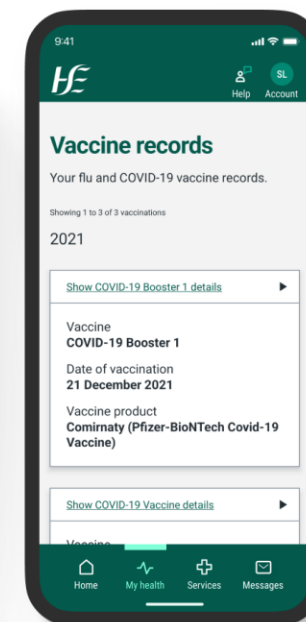 9:41
HSE
Help
SL
Account
Vaccine records
Your flu and COVID-19 vaccine records.
Showing 1 to 3 of 3 vaccinations
2021
Show COVID-19 Booster 1 details
Vaccine
COVID-19 Booster 1
Date of vaccination
21 December 2021
Vaccine product
Comirnaty (Pfizer-BioNTech Covid-19
Vaccine)
Show COVID-19 Vaccine details
Vaccine
Home
My health
Services
Messages